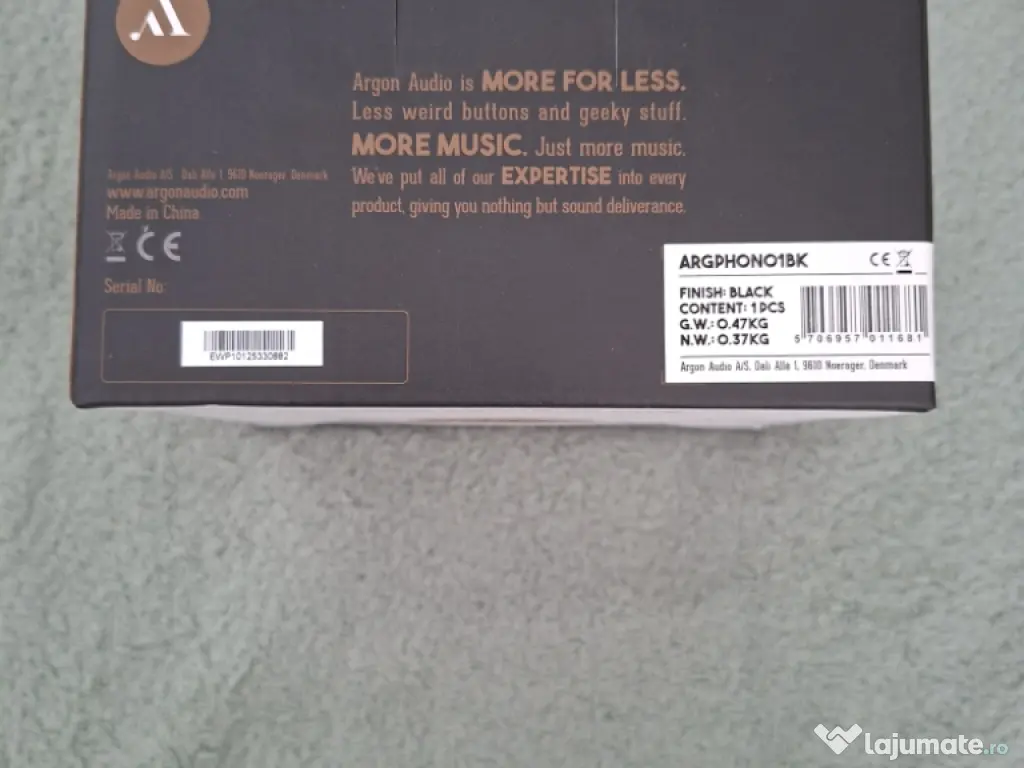 Argon Audio is MORE FOR LESS.
Less weird buttons and geeky stuff.
MORE MUSIC. Just more music.
We've put all of our EXPERTISE into every
product, giving you nothing but sound deliverance.
Argon Audio A/S . Dali Alle 1, 9610 Noerager, Denmark
www.argonaudio.com
Made in China
CE
Serial No:
EWP10125330882
ARGPHONO1BK
CE
FINISH: BLACK
CONTENT: 1 PCS
G.W.: 0.47KG
N.W.: 0.37KG
5 706957 011681
Argon Audio A/S. Dali Alle 1, 9610 Noerager, Denmark
lajumate.ro